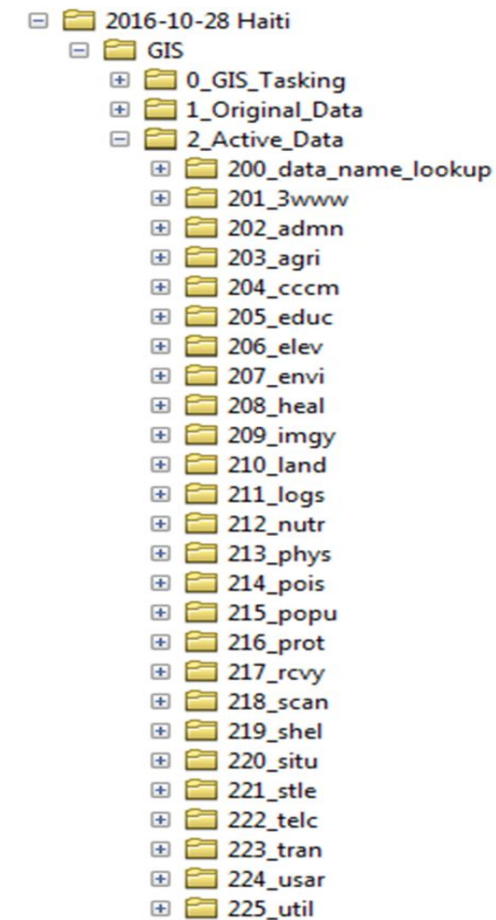 2016-10-28 Haiti
GIS
0_GIS_Tasking
1_Original_Data
2_Active_Data
200_data_name_lookup
201_3www
202_admn
203_agri
204_cccm
205_educ
206_elev
207_envi
208_heal
209_imgy
210_land
211_logs
212_nutr
213_phys
214_pois
215_popu
216_prot
217_rcvy
218_scan
219_shel
220_situ
221_stle
222_telc
223_tran
224_usar
225_util